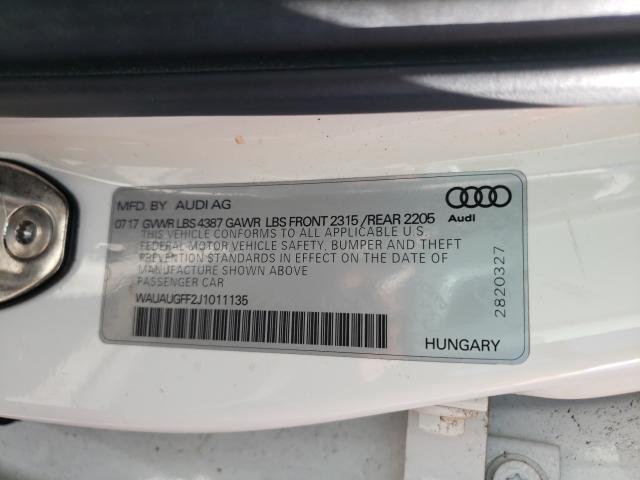 MFD. BY AUDI AG
07 17 GVWR LBS 4387 GAWR LBS FRONT 2315 /REAR 2205
THIS VEHICLE CONFORMS TO ALL APPLICABLE U.S.
FEDERAL MOTOR VEHICLE SAFETY, BUMPER AND THEFT
PREVENTION STANDARDS IN EFFECT ON THE DATE OF
MANUFACTURE SHOWN ABOVE
PASSENGER CAR
WAUAUGFF2J1011135
Audi
2820327
HUNGARY